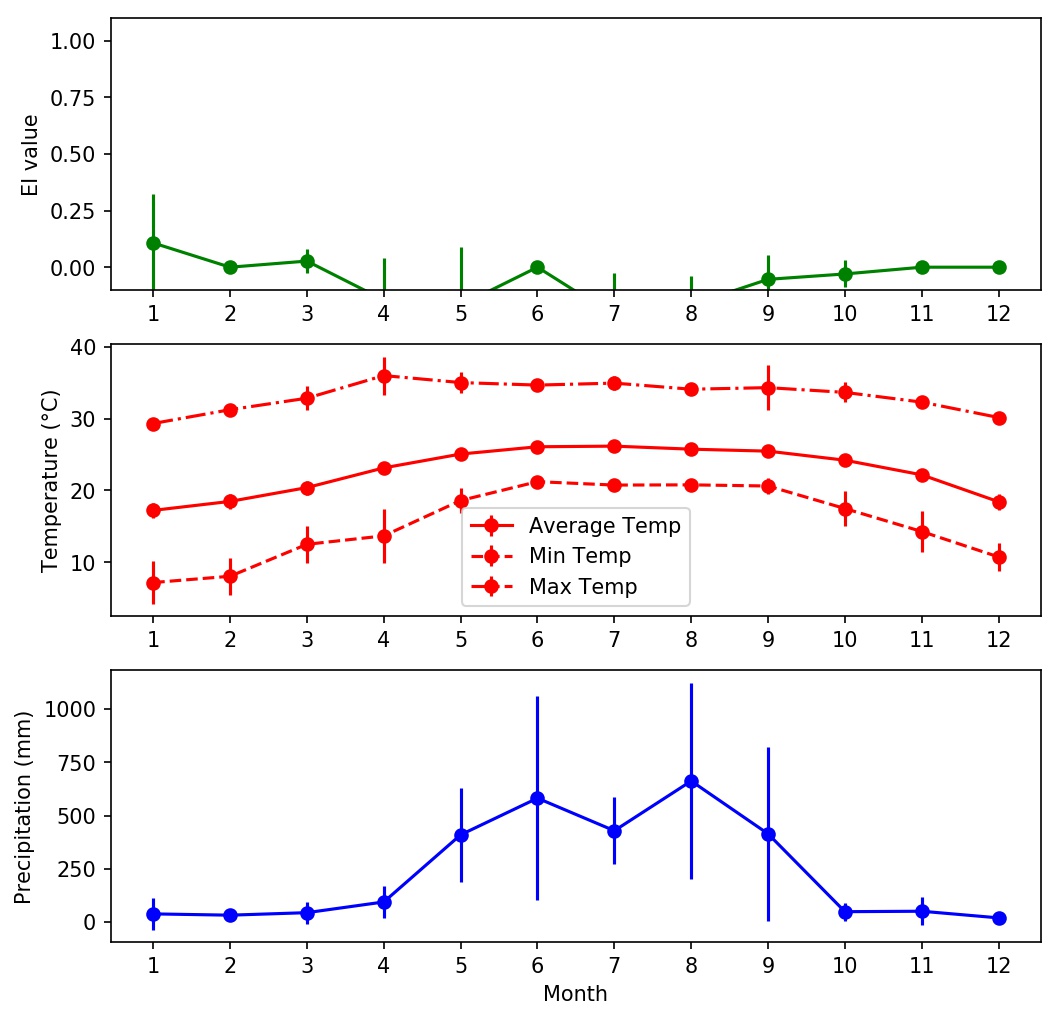 EI value
1.00
0.75
0.50
0.25
0.00
1 2 3 4 5 6 7 8 9 10 11 12
Temperature (°C)
40
30
20
10
Average Temp
Min Temp
Max Temp
1 2 3 4 5 6 7 8 9 10 11 12
Precipitation (mm)
1000
750
500
250
0
1 2 3 4 5 6 7 8 9 10 11 12
Month